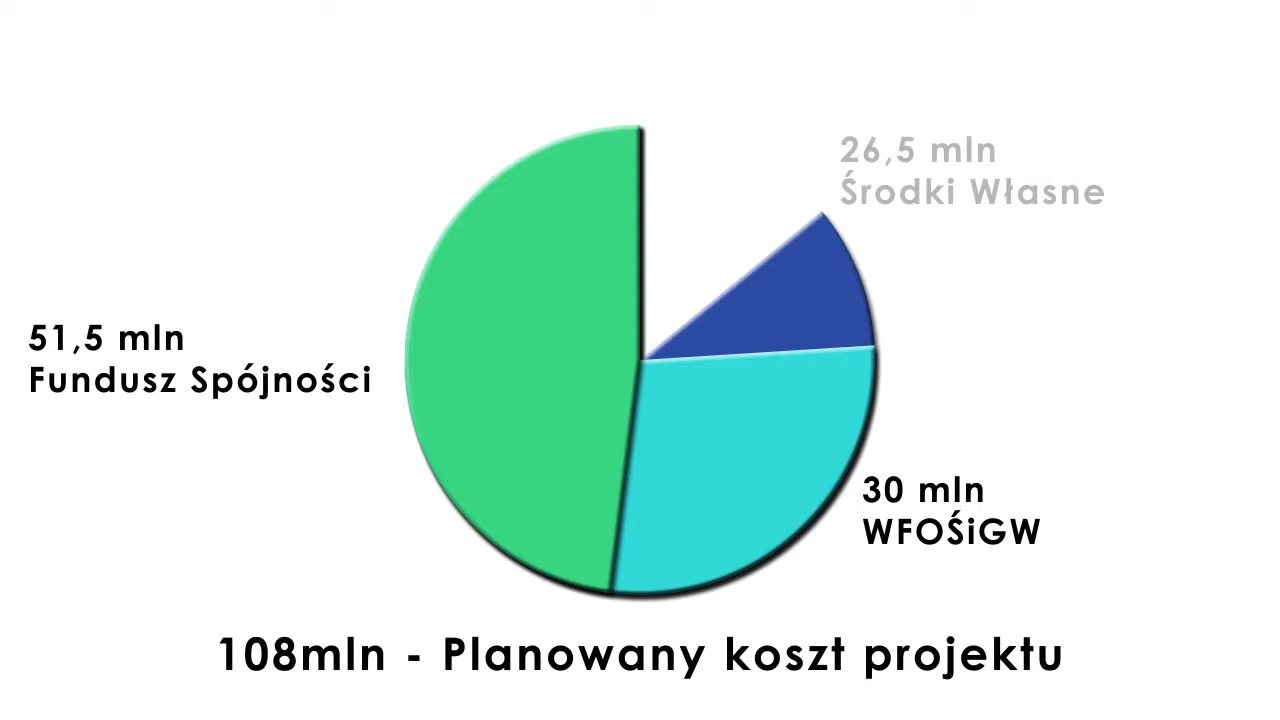 26,5 mln
Środki Własne
51,5 mln
Fundusz Spójności
30 mln
WFOŚiGW
108mln - Planowany koszt projektu